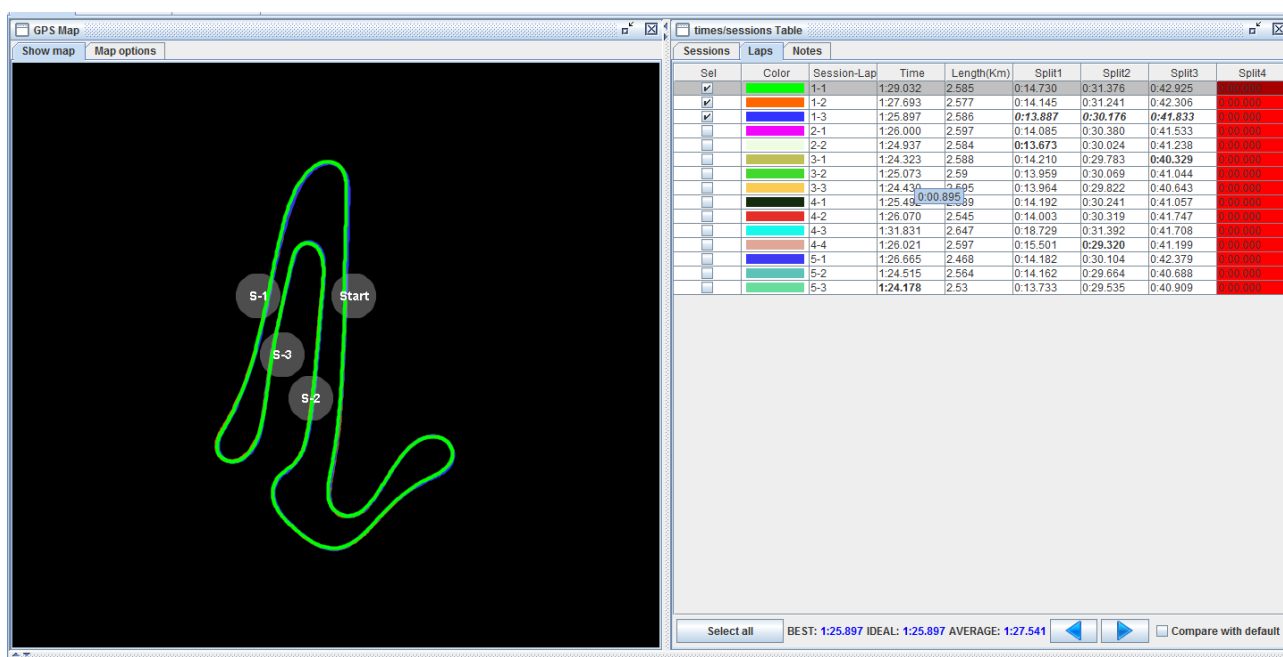 GPS Map
Show map Map options
S-1 Start
S-3
S-2
times/sessions Table
Sessions Laps Notes
Sel Color Session-Lap Time Length(Km) Split1 Split2 Split3 Split4
1-1 1:29.032 2.585 0:14.730 0:31.376 0:42.925 0:00.000
1-2 1:27.693 2.577 0:14.145 0:31.241 0:42.306 0:00.000
1-3 1:25.897 2.586 0:13.887 0:30.176 0:41.833 0:00.000
2-1 1:26.000 2.597 0:14.085 0:30.380 0:41.533 0:00.000
2-2 1:24.937 2.584 0:13.673 0:30.024 0:41.238 0:00.000
3-1 1:24.323 2.588 0:14.210 0:29.783 0:40.329 0:00.000
3-2 1:25.073 2.59 0:13.959 0:30.069 0:41.044 0:00.000
3-3 1:24.430 0:13.964 0:29.822 0:40.643 0:00.000
0:00.895
4-1 0:14.192 0:30.241 0:41.057 0:00.000
4-2 1:26.070 2.545 0:14.003 0:30.319 0:41.747 0:00.000
4-3 1:31.831 2.647 0:18.729 0:31.392 0:41.708 0:00.000
4-4 1:26.021 2.597 0:15.501 0:29.320 0:41.199 0:00.000
5-1 1:26.665 2.468 0:14.182 0:30.104 0:42.379 0:00.000
5-2 1:24.515 2.564 0:14.162 0:29.664 0:40.688 0:00.000
5-3 1:24.178 2.53 0:13.733 0:29.535 0:40.909 0:00.000
Select all BEST: 1:25.897 IDEAL: 1:25.897 AVERAGE: 1:27.541 Compare with default